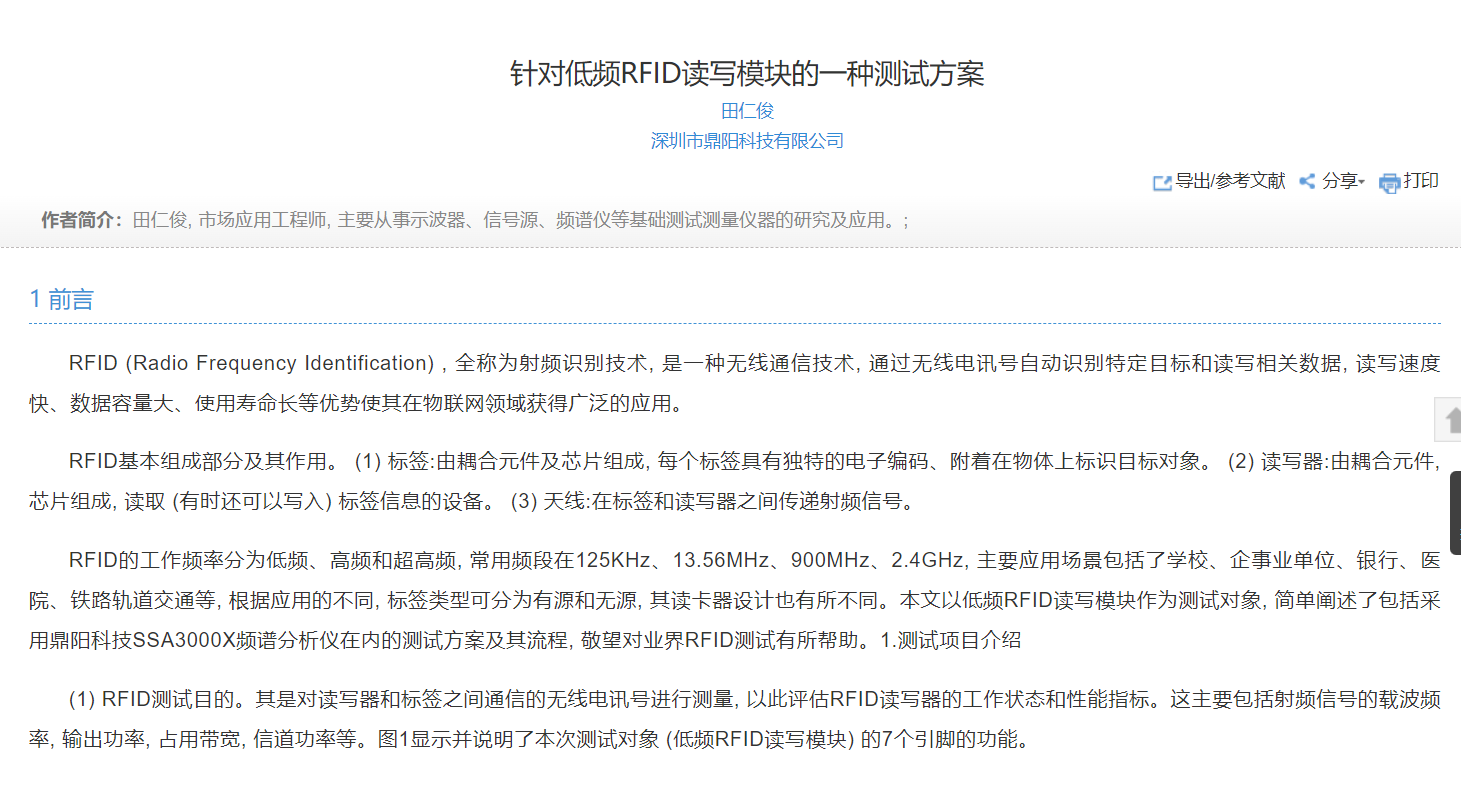 针对低频RFID读写模块的一种测试方案
田仁俊
深圳市鼎阳科技有限公司
导出/参考文献 分享 打印
作者简介：田仁俊, 市场应用工程师, 主要从事示波器、信号源、频谱仪等基础测试测量仪器的研究及应用。;
1 前言
RFID (Radio Frequency Identification) , 全称为射频识别技术, 是一种无线通信技术, 通过无线电讯号自动识别特定目标和读写相关数据, 读写速度
快、数据容量大、使用寿命长等优势使其在物联网领域获得广泛的应用。
RFID基本组成部分及其作用。 (1) 标签:由耦合元件及芯片组成, 每个标签具有独特的电子编码、附着在物体上标识目标对象。 (2) 读写器:由耦合元件,
芯片组成, 读取 (有时还可以写入) 标签信息的设备。 (3) 天线:在标签和读写器之间传递射频信号。
RFID的工作频率分为低频、高频和超高频, 常用频段在125KHz、13.56MHz、900MHz、2.4GHz, 主要应用场景包括了学校、企事业单位、银行、医
院、铁路轨道交通等, 根据应用的不同, 标签类型可分为有源和无源, 其读卡器设计也有所不同。本文以低频RFID读写模块作为测试对象, 简单阐述了包括采
用鼎阳科技SSA3000X频谱分析仪在内的测试方案及其流程, 敬望对业界RFID测试有所帮助。1.测试项目介绍
(1) RFID测试目的。其是对读写器和标签之间通信的无线电讯号进行测量, 以此评估RFID读写器的工作状态和性能指标。这主要包括射频信号的载波频
率, 输出功率, 占用带宽, 信道功率等。图1显示并说明了本次测试对象 (低频RFID读写模块) 的7个引脚的功能。